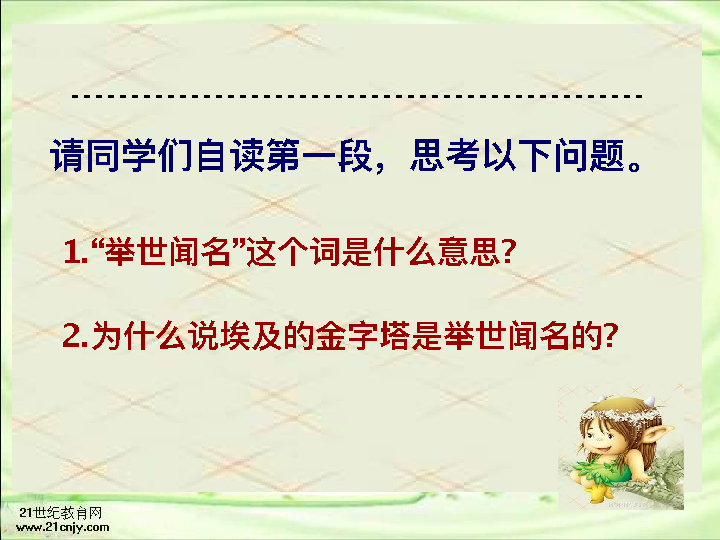 请同学们自读第一段，思考以下问题。
1.“举世闻名”这个词是什么意思?
2.为什么说埃及的金字塔是举世闻名的?
21世纪教育网
www.21cnjy.com